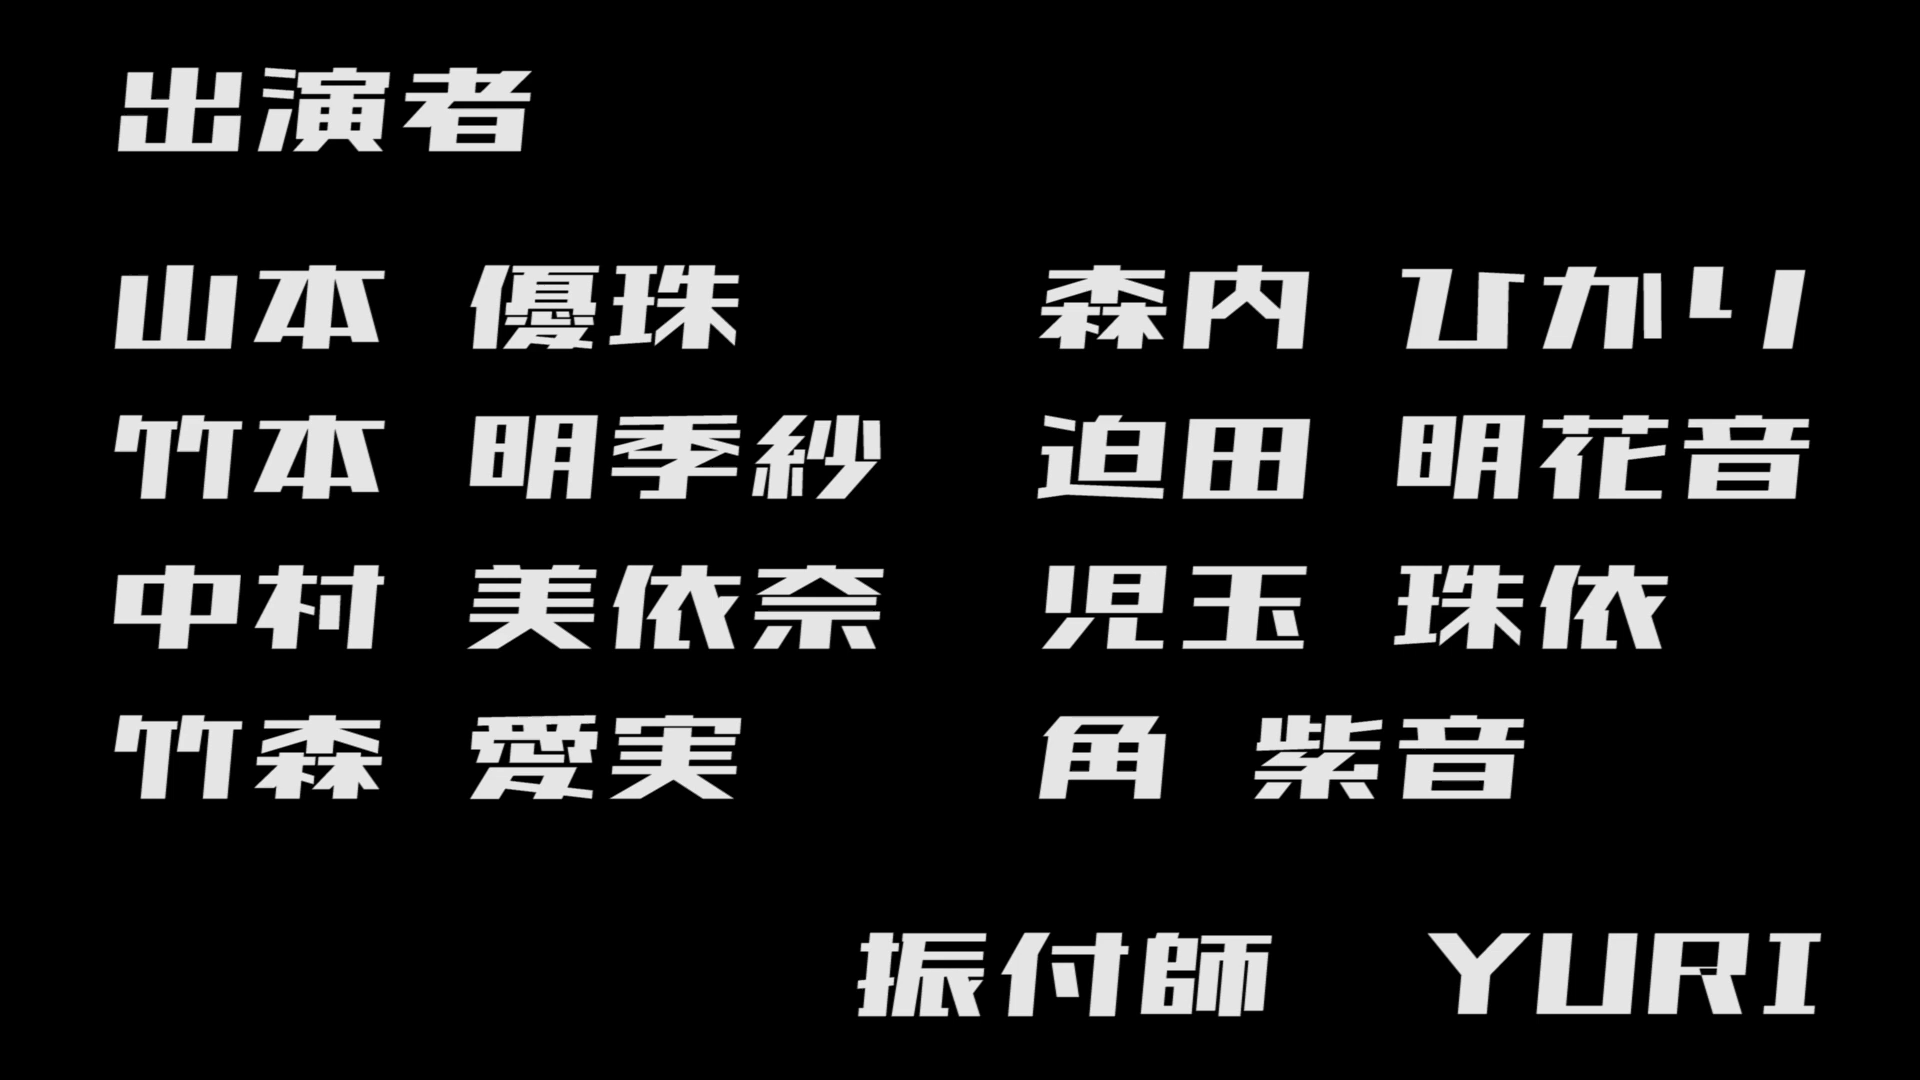 出演者
山本 優珠 森内 ひかり
竹本 明季紗 迫田 明花音
中村 美依奈 児玉 珠依
竹森 愛実 角 紫音
振付師 YURI